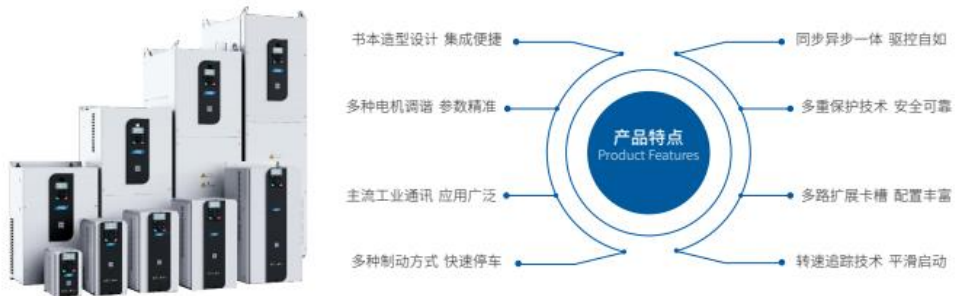 书本造型设计 集成便捷
同步异步一体 驱控自如
多种电机调谐 参数精准
多重保护技术 安全可靠
产品特点
Product Features
主流工业通讯 应用广泛
多路扩展卡槽 配置丰富
多种制动方式 快速停车
转速追踪技术 平滑启动